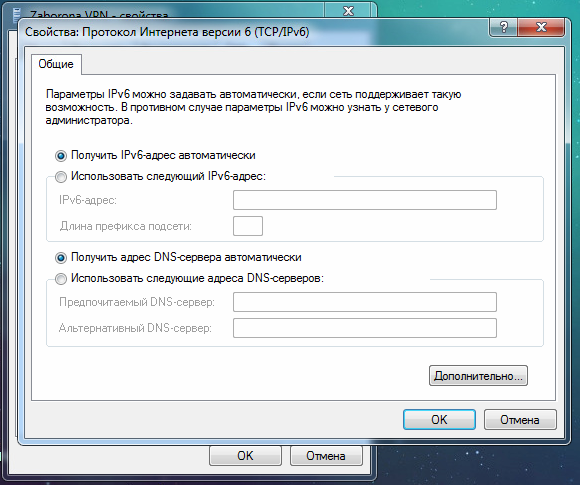 Zaborona VPN - свойства
Свойства: Протокол Интернета версии 6 (TCP/IPv6)
Общие
Параметры IPv6 можно задавать автоматически, если сеть поддерживает такую
возможность. В противном случае параметры IPv6 можно узнать у сетевого
администратора.
Получить IPv6-адрес автоматически
Использовать следующий IPv6-адрес:
IPv6-адрес:
Длина префикса подсети:
Получить адрес DNS-сервера автоматически
Использовать следующие адреса DNS-серверов:
Предпочитаемый DNS-сервер:
Альтернативный DNS-сервер:
Дополнительно...
OK
Отмена
OK
Отмена